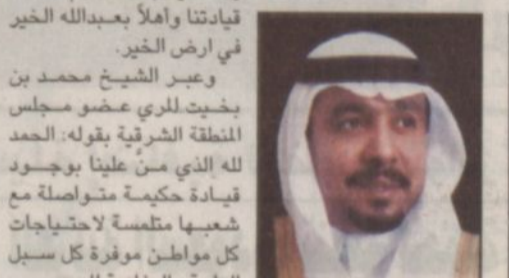 قيادتنا وأهلاً بعبدالله الخير
في ارض الخير.
وعبر الشيخ محمد بن
بخيت المري عضو مجلس
المنطقة الشرقية بقوله: الحمد
لله الذي منّ علينا بوجود
قيادة حكيمة متواصلة مع
شعبها متلمسة لاحتياجات
كل مواطن موفرة كل سبل